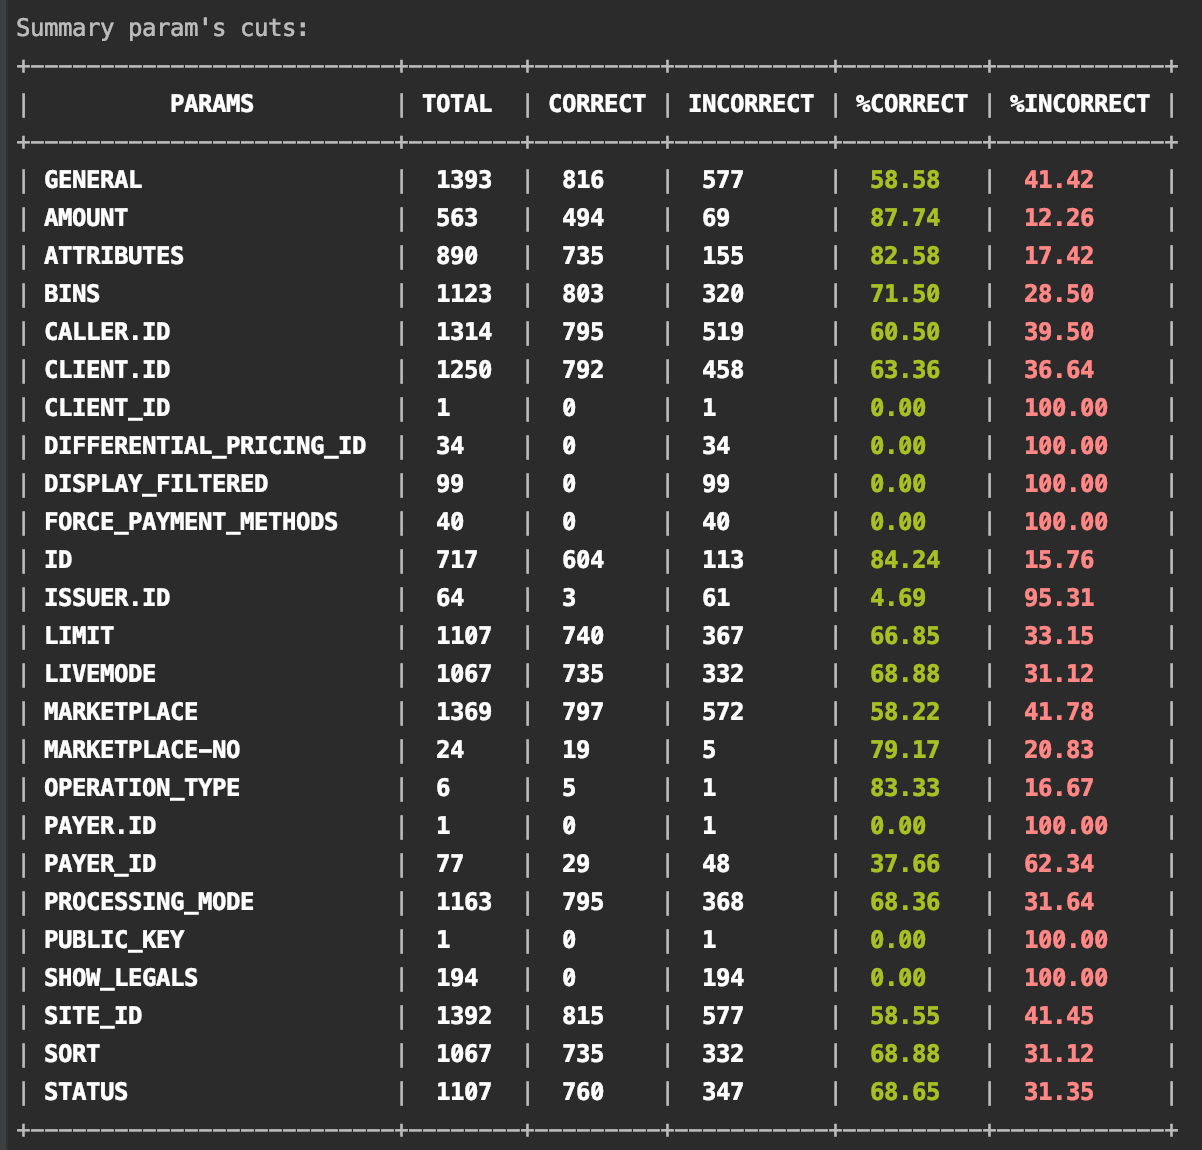 Summary param's cuts:
+--------------------------+--------+---------+-----------+----------+------------+
|          PARAMS          | TOTAL  | CORRECT | INCORRECT | %CORRECT | %INCORRECT |
+--------------------------+--------+---------+-----------+----------+------------+
| GENERAL                  |  1393  |  816    |  577      |  58.58   |  41.42     |
| AMOUNT                   |  563   |  494    |  69       |  87.74   |  12.26     |
| ATTRIBUTES               |  890   |  735    |  155      |  82.58   |  17.42     |
| BINS                     |  1123  |  803    |  320      |  71.50   |  28.50     |
| CALLER.ID                |  1314  |  795    |  519      |  60.50   |  39.50     |
| CLIENT.ID                |  1250  |  792    |  458      |  63.36   |  36.64     |
| CLIENT_ID                |  1     |  0      |  1        |  0.00    |  100.00    |
| DIFFERENTIAL_PRICING_ID  |  34    |  0      |  34       |  0.00    |  100.00    |
| DISPLAY_FILTERED         |  99    |  0      |  99       |  0.00    |  100.00    |
| FORCE_PAYMENT_METHODS    |  40    |  0      |  40       |  0.00    |  100.00    |
| ID                       |  717   |  604    |  113      |  84.24   |  15.76     |
| ISSUER.ID                |  64    |  3      |  61       |  4.69    |  95.31     |
| LIMIT                    |  1107  |  740    |  367      |  66.85   |  33.15     |
| LIVEMODE                 |  1067  |  735    |  332      |  68.88   |  31.12     |
| MARKETPLACE              |  1369  |  797    |  572      |  58.22   |  41.78     |
| MARKETPLACE-NO           |  24    |  19     |  5        |  79.17   |  20.83     |
| OPERATION_TYPE           |  6     |  5      |  1        |  83.33   |  16.67     |
| PAYER.ID                 |  1     |  0      |  1        |  0.00    |  100.00    |
| PAYER_ID                 |  77    |  29     |  48       |  37.66   |  62.34     |
| PROCESSING_MODE          |  1163  |  795    |  368      |  68.36   |  31.64     |
| PUBLIC_KEY               |  1     |  0      |  1        |  0.00    |  100.00    |
| SHOW_LEGALS              |  194   |  0      |  194      |  0.00    |  100.00    |
| SITE_ID                  |  1392  |  815    |  577      |  58.55   |  41.45     |
| SORT                     |  1067  |  735    |  332      |  68.88   |  31.12     |
| STATUS                   |  1107  |  760    |  347      |  68.65   |  31.35     |
+--------------------------+--------+---------+-----------+----------+------------+